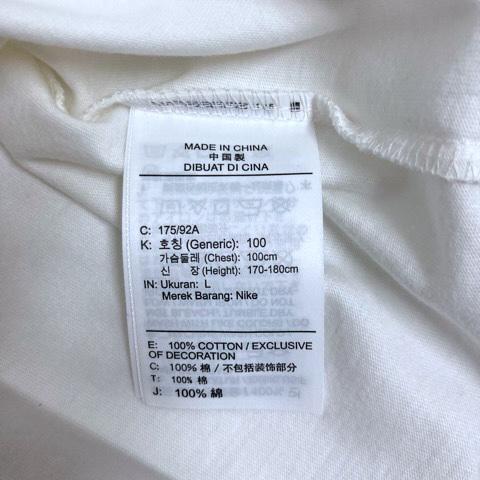 MADE IN CHINA
中国製
DIBUAT DI CINA
C: 175/92A
K: 호칭 (Generic): 100
가슴둘레 (Chest): 100cm
신 장 (Height): 170-180cm
IN: Ukuran: L
Merek Barang: Nike
E: 100% COTTON / EXCLUSIVE
OF DECORATION
C: 100% 棉 / 不包括装饰部分
T: 100% 棉
J: 100% 綿